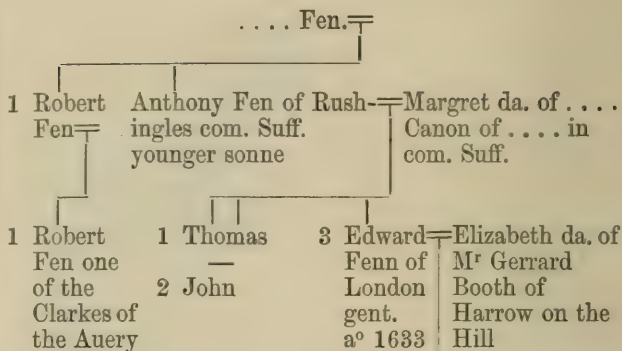 .... Fen.
1 Robert Fen
Anthony Fen of Rush-
ingles com. Suff.
younger sonne
Margret da. of ....
Canon of .... in
com. Suff.
1 Robert
Fen one
of the
Clarkes of
the Auery
1 Thomas
—
2 John
3 Edward
Fenn of
London
gent.
aº 1633
Elizabeth da. of
Mʳ Gerrard
Booth of
Harrow on the
Hill